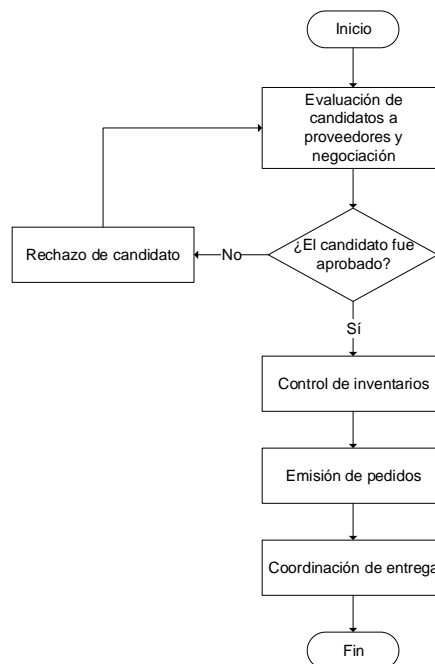 Inicio
Evaluación de
candidatos a
proveedores y
negociación
¿El candidato fue
aprobado?
No
Rechazo de candidato
Sí
Control de inventarios
Emisión de pedidos
Coordinación de entrega
Fin